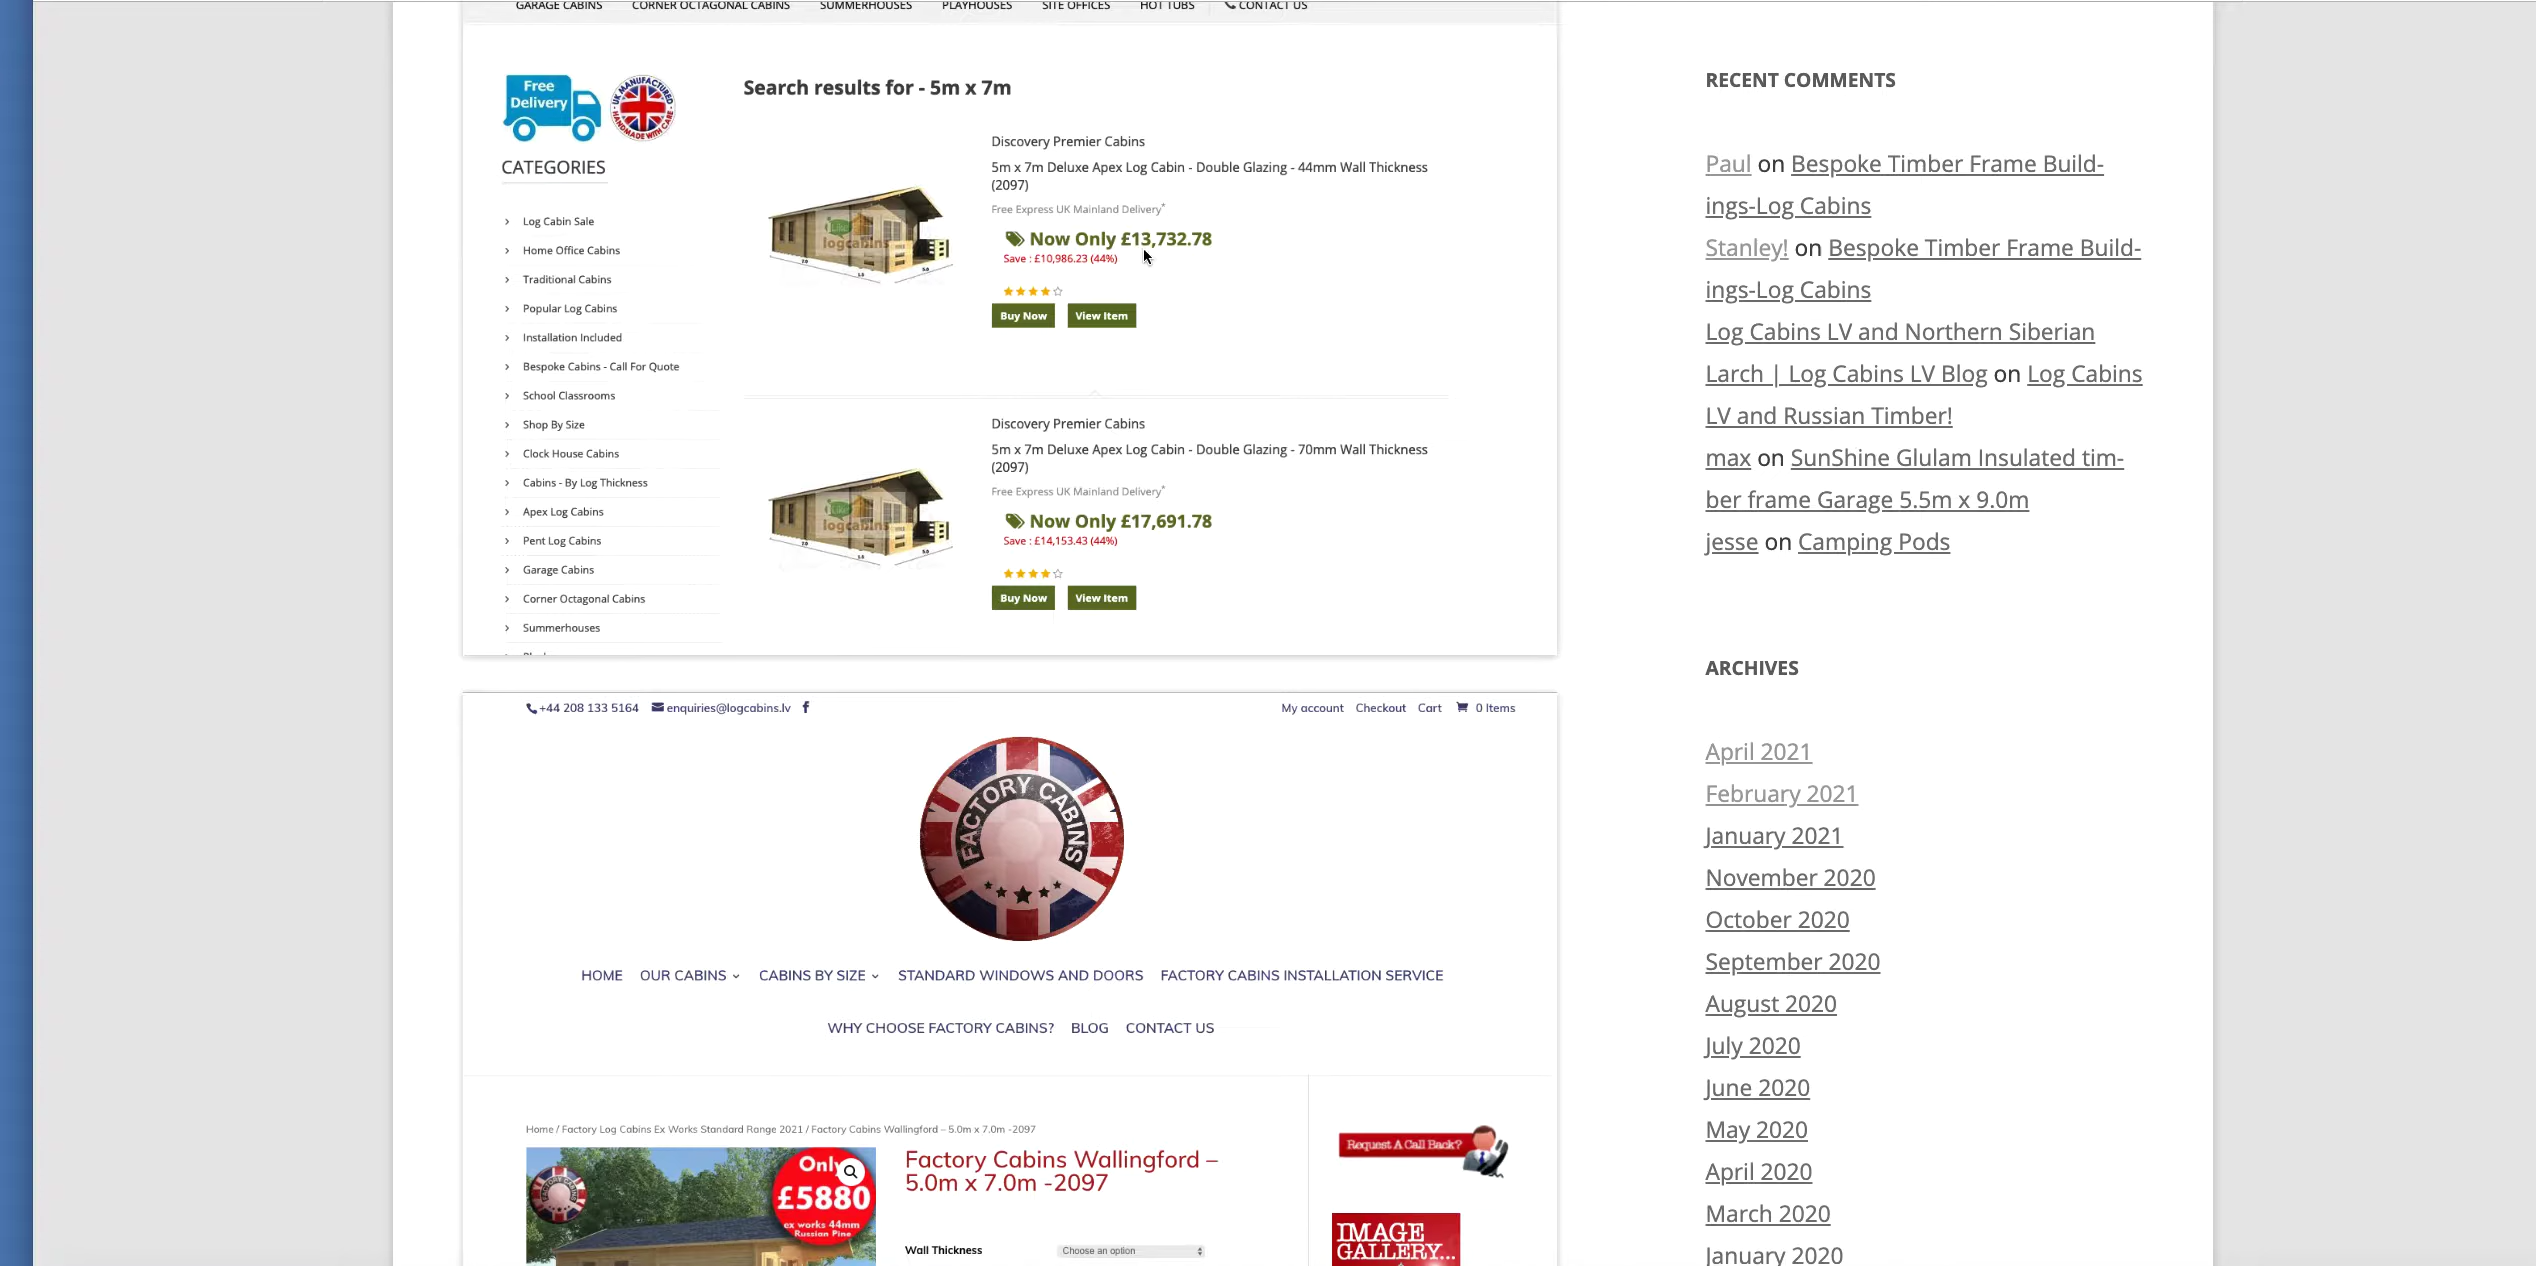 GARAGE CABINS CORNER OCTAGONAL CABINS SUMMERHOUSES PLAYHOUSES SITE OFFICES HOT TUBS CONTACT US
Free
Delivery
UK MANUFACTURED
HANDMADE WITH CARE
CATEGORIES
Log Cabin Sale
Home Office Cabins
Traditional Cabins
Popular Log Cabins
Installation Included
Bespoke Cabins - Call For Quote
School Classrooms
Shop By Size
Clock House Cabins
Cabins - By Log Thickness
Apex Log Cabins
Pent Log Cabins
Garage Cabins
Corner Octagonal Cabins
Summerhouses
Search results for - 5m x 7m
Discovery Premier Cabins
5m x 7m Deluxe Apex Log Cabin - Double Glazing - 44mm Wall Thickness
(2097)
Free Express UK Mainland Delivery*
Now Only £13,732.78
Save : £10,986.23 (44%)
Buy Now View Item
Like
logcabins
Discovery Premier Cabins
5m x 7m Deluxe Apex Log Cabin - Double Glazing - 70mm Wall Thickness
(2097)
Free Express UK Mainland Delivery*
Now Only £17,691.78
Save : £14,153.43 (44%)
Buy Now View Item
Like
logcabins
+44 208 133 5164 enquiries@logcabins.lv My account Checkout Cart 0 Items
FACTORY CABINS
HOME OUR CABINS CABINS BY SIZE STANDARD WINDOWS AND DOORS FACTORY CABINS INSTALLATION SERVICE
WHY CHOOSE FACTORY CABINS? BLOG CONTACT US
Home / Factory Log Cabins Ex Works Standard Range 2021 / Factory Cabins Wallingford – 5.0m x 7.0m -2097
FACTORY CABINS
Only
£5880
ex works 44mm
Russian Pine
Factory Cabins Wallingford –
5.0m x 7.0m -2097
Wall Thickness Choose an option
Request A Call Back?
IMAGE
GALLERY...
RECENT COMMENTS
Paul on Bespoke Timber Frame Build-
ings-Log Cabins
Stanley! on Bespoke Timber Frame Build-
ings-Log Cabins
Log Cabins LV and Northern Siberian
Larch | Log Cabins LV Blog on Log Cabins
LV and Russian Timber!
max on SunShine Glulam Insulated tim-
ber frame Garage 5.5m x 9.0m
jesse on Camping Pods
ARCHIVES
April 2021
February 2021
January 2021
November 2020
October 2020
September 2020
August 2020
July 2020
June 2020
May 2020
April 2020
March 2020
January 2020